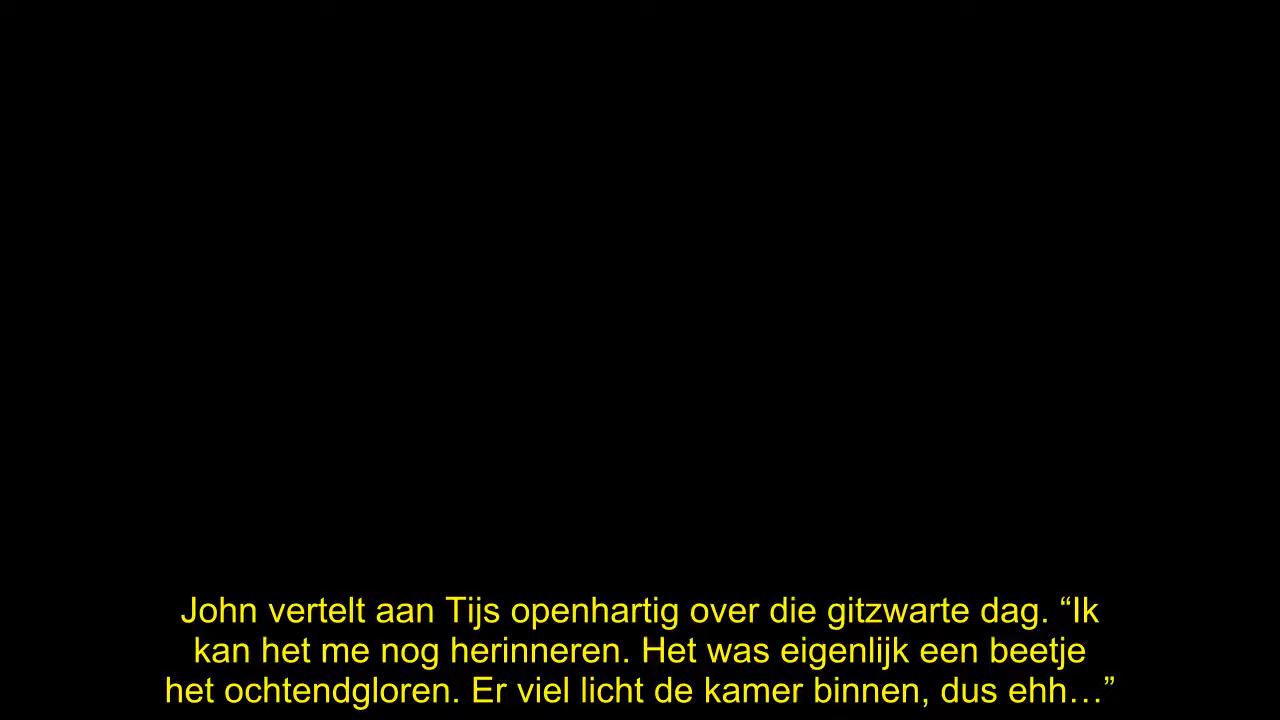 John vertelt aan Tijs openhartig over die gitzwarte dag. “Ik
kan het me nog herinneren. Het was eigenlijk een beetje
het ochtendgloren. Er viel licht de kamer binnen, dus ehh…”